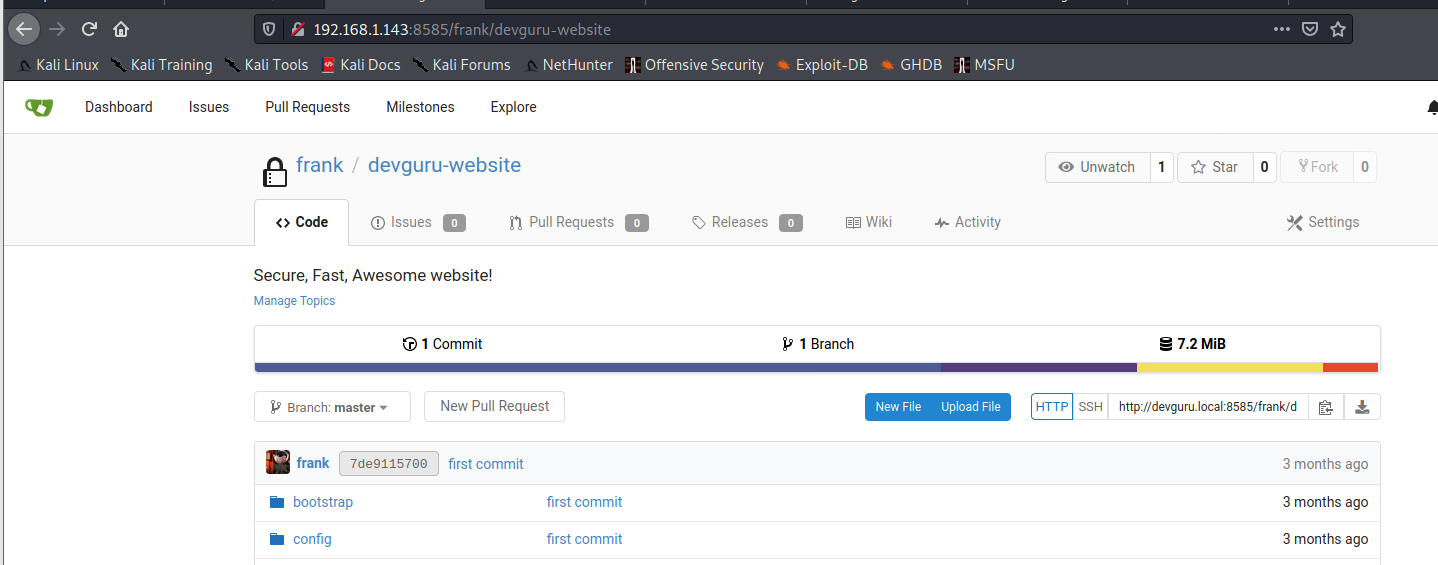 192.168.1.143:8585/frank/devguru-website
Kali Linux Kali Training Kali Tools Kali Docs Kali Forums NetHunter Offensive Security Exploit-DB GHDB MSFU
Dashboard Issues Pull Requests Milestones Explore
frank / devguru-website Unwatch 1 Star 0 Fork 0
Code Issues 0 Pull Requests 0 Releases 0 Wiki Activity Settings
Secure, Fast, Awesome website!
Manage Topics
1 Commit 1 Branch 7.2 MiB
Branch: master New Pull Request New File Upload File HTTP SSH http://devguru.local:8585/frank/d
frank 7de9115700 first commit 3 months ago
bootstrap first commit 3 months ago
config first commit 3 months ago